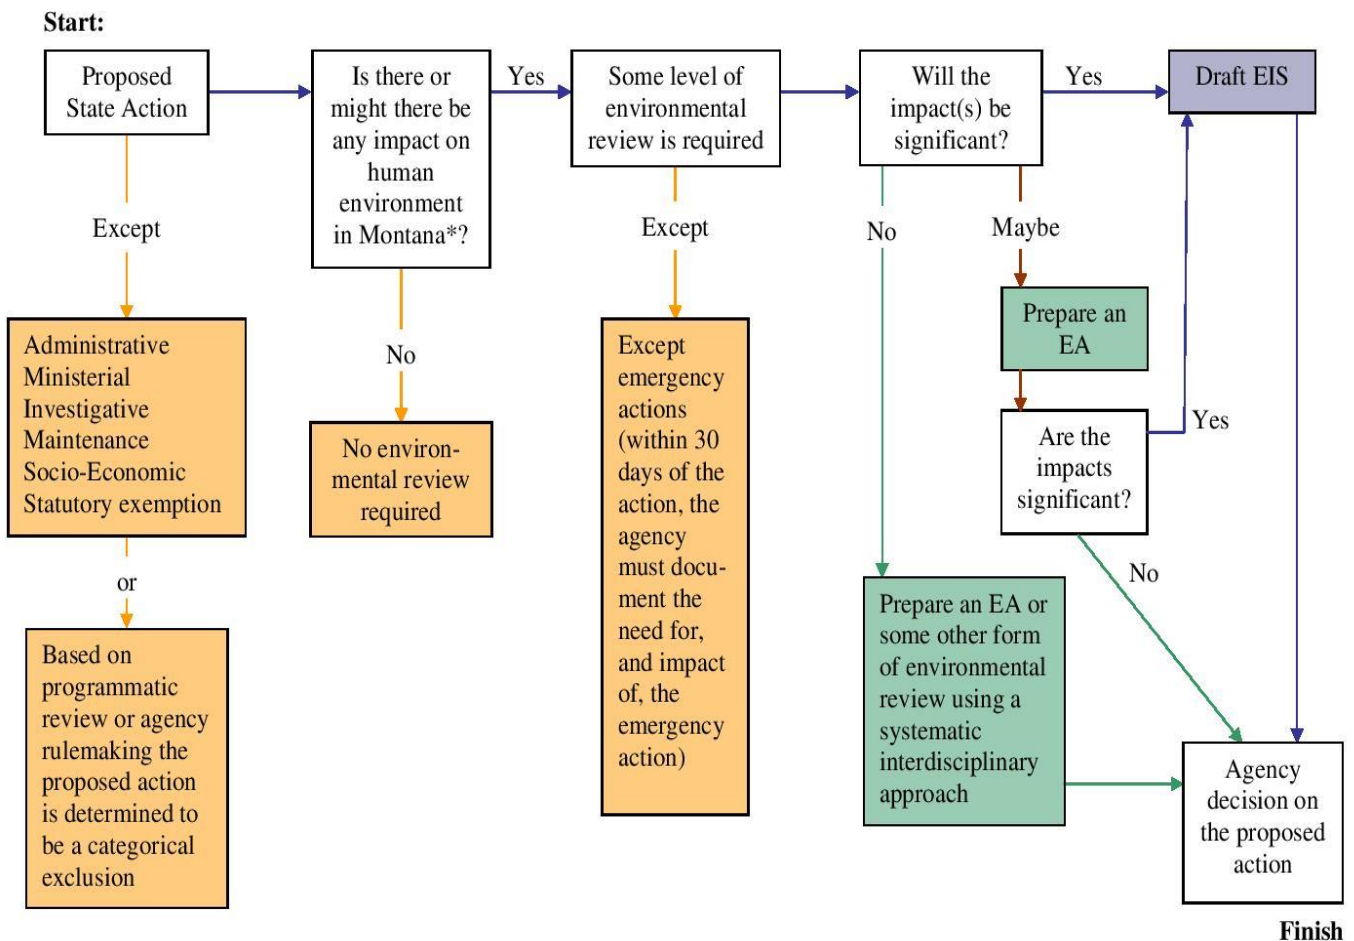 Start:
Proposed
State Action
Is there or
might there be
any impact on
human
environment
in Montana*?
Yes
Some level of
environmental
review is required
Will the
impact(s) be
significant?
Yes
Draft EIS
Except
No
Except
No
Maybe
Administrative
Ministerial
Investigative
Maintenance
Socio-Economic
Statutory exemption
or
Based on
programmatic
review or agency
rulemaking the
proposed action
is determined to
be a categorical
exclusion
No environ-
mental review
required
Except
emergency
actions
(within 30
days of the
action, the
agency
must docu-
ment the
need for,
and impact
of, the
emergency
action)
Prepare an
EA
Are the
impacts
significant?
Yes
No
Prepare an EA or
some other form
of environmental
review using a
systematic
interdisciplinary
approach
Agency
decision on
the proposed
action
Finish